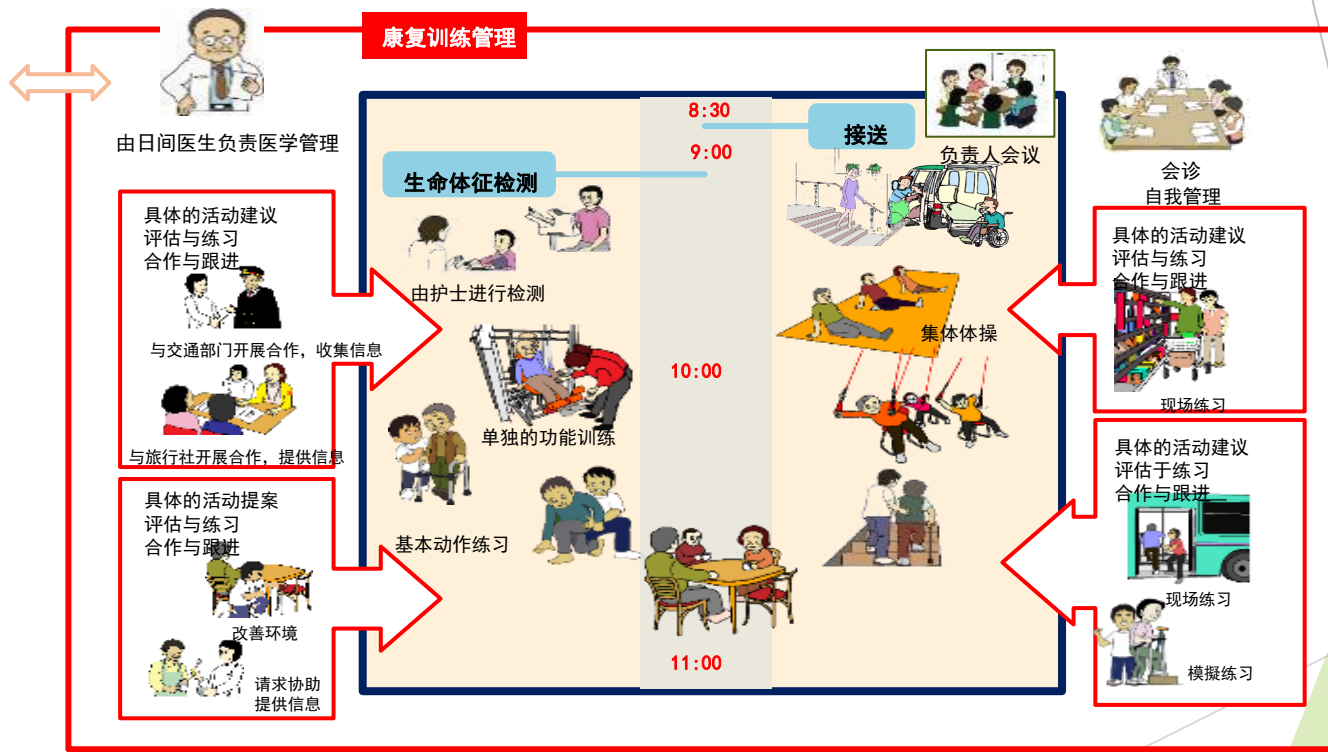 康复训练管理
由日间医生负责医学管理
8:30
接送
9:00
生命体征检测
负责人会议
会诊
自我管理
具体的活动建议
评估与练习
合作与跟进
与交通部门开展合作，收集信息
与旅行社开展合作，提供信息
具体的活动提案
评估与练习
合作与跟进
改善环境
请求协助
提供信息
由护士进行检测
单独的功能训练
基本动作练习
10:00
11:00
集体体操
具体的活动建议
评估与练习
合作与跟进
现场练习
具体的活动建议
评估于练习
合作与跟进
现场练习
模擬练习